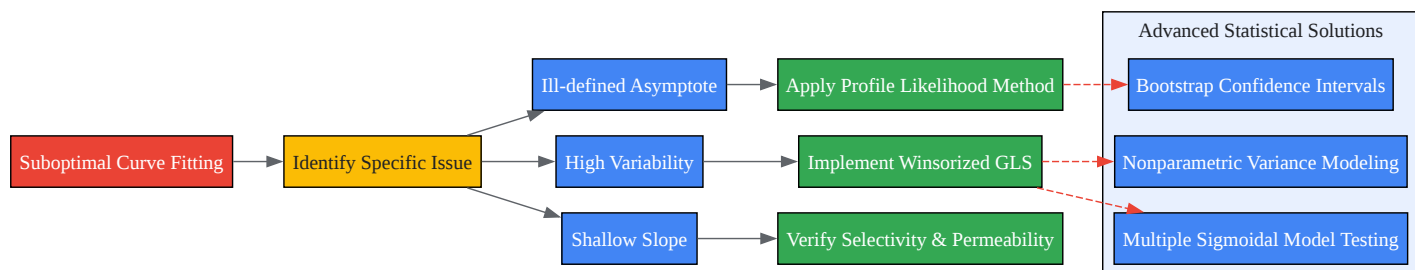 Advanced Statistical Solutions
Ill-defined Asymptote
Apply Profile Likelihood Method
Bootstrap Confidence Intervals
Suboptimal Curve Fitting
Identify Specific Issue
High Variability
Implement Winsorized GLS
Nonparametric Variance Modeling
Shallow Slope
Verify Selectivity & Permeability
Multiple Sigmoidal Model Testing